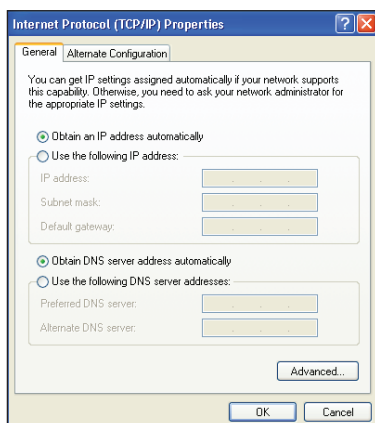 Internet Protocol (TCP/IP) Properties
General Alternate Configuration
You can get IP settings assigned automatically if your network supports
this capability. Otherwise, you need to ask your network administrator for
the appropriate IP settings.
Obtain an IP address automatically
Use the following IP address:
IP address:
Subnet mask:
Default gateway:
Obtain DNS server address automatically
Use the following DNS server addresses:
Preferred DNS server:
Alternate DNS server:
Advanced...
OK Cancel